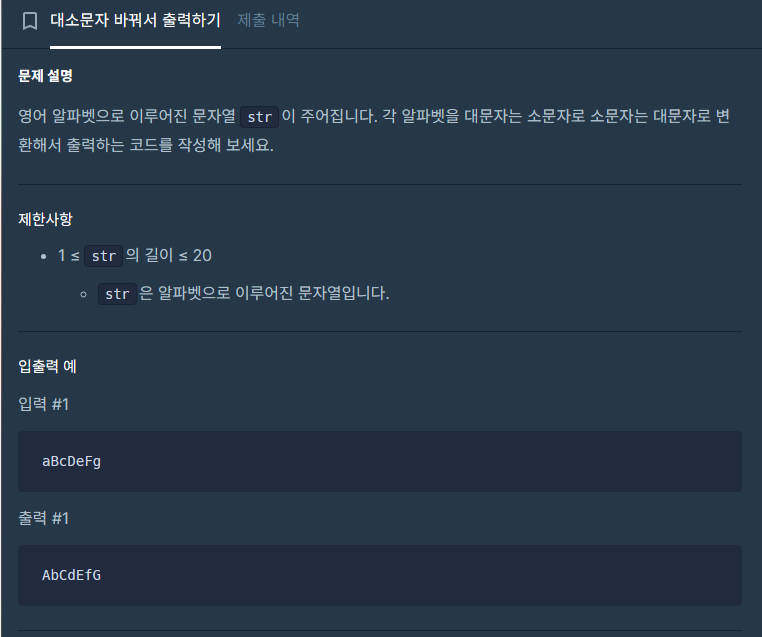 대소문자 바꿔서 출력하기 제출 내역
문제 설명
영어 알파벳으로 이루어진 문자열 str 이 주어집니다. 각 알파벳을 대문자는 소문자로 소문자는 대문자로 변
환해서 출력하는 코드를 작성해 보세요.
제한사항
• 1 ≤ str 의 길이 ≤ 20
◦ str 은 알파벳으로 이루어진 문자열입니다.
입출력 예
입력 #1
aBcDeFg
출력 #1
AbCdEfG